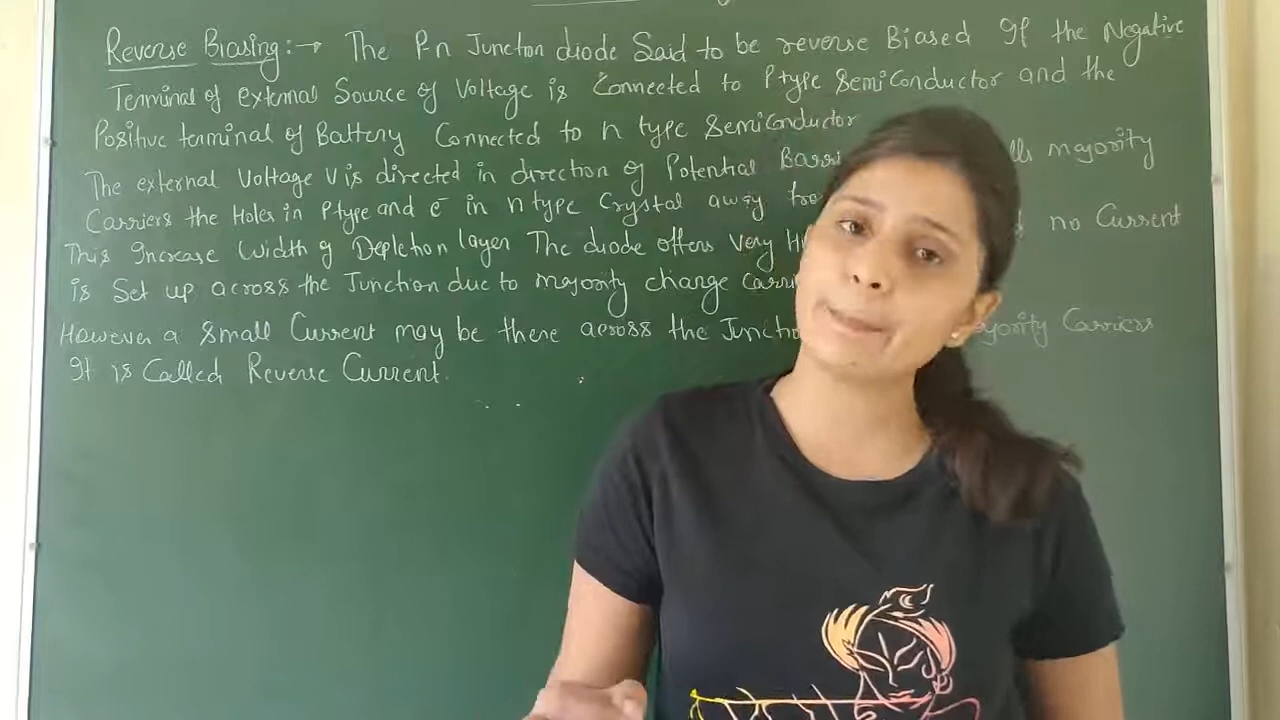 Reverse Biasing:→ The P-n Junction diode Said to be reverse Biased If the Negative
Terminal of external Source of Voltage is Connected to P type SemiConductor and the
Positive terminal of Battery Connected to n type SemiConductor
The external Voltage V is directed in direction of Potential majority
Carriers the Holes in P type and e⁻ in n type Crystal away
This Increase Width of Depletion layer The diode offers very no Current
is Set up across the Junction due to majority charge
However a Small Current may be there across the
Carriers
It is Called Reverse Current.